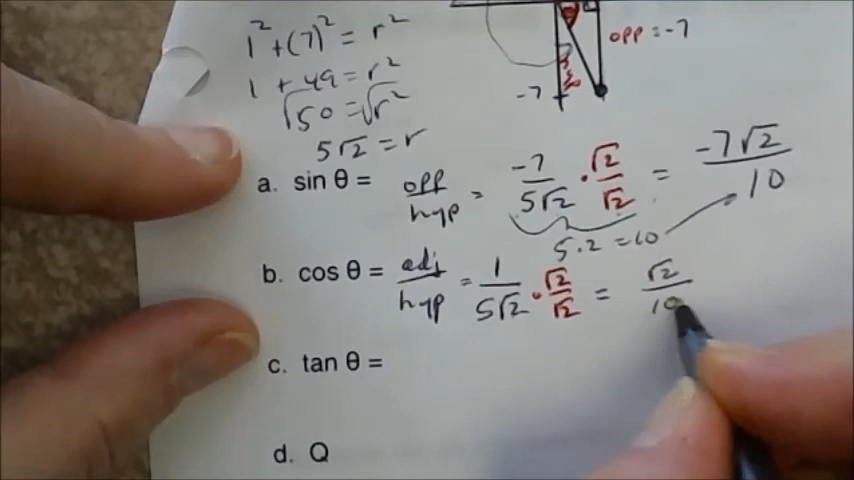 1² + (7)² = r²
1 + 49 = r²
√50 = √r²
5√2 = r
opp = -7
-7
a. sin θ = opp/hyp = -7/5√2 · √2/√2 = -7√2/10
5·2 = 10
b. cos θ = adj/hyp = 1/5√2 · √2/√2 = √2/10
c. tan θ =
d. Q